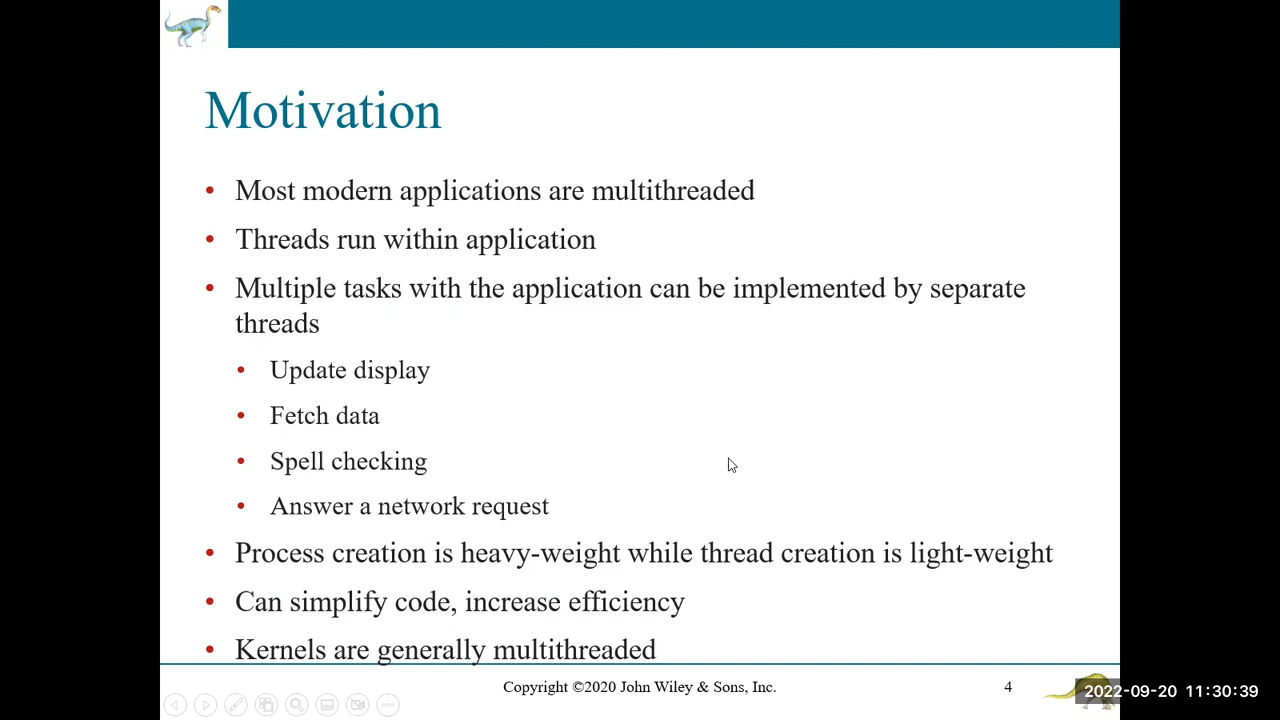 Motivation
• Most modern applications are multithreaded
• Threads run within application
• Multiple tasks with the application can be implemented by separate
threads
• Update display
• Fetch data
• Spell checking
• Answer a network request
• Process creation is heavy-weight while thread creation is light-weight
• Can simplify code, increase efficiency
• Kernels are generally multithreaded
Copyright ©2020 John Wiley & Sons, Inc.
4
2022-09-20 11:30:39